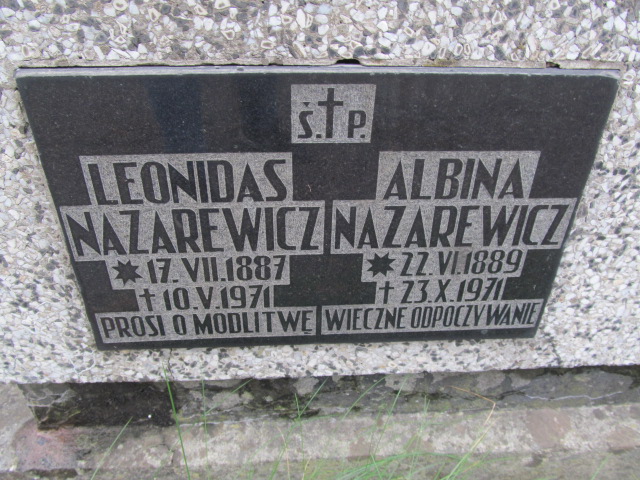 Ś.✝P.
LEONIDAS
NAZAREWICZ
✷ 17.VII.1887
✝ 10.V.1971
PROSI O MODLITWĘ
ALBINA
NAZAREWICZ
✷ 22.VI.1889
✝ 23.X.1971
WIECZNE ODPOCZYWANIE